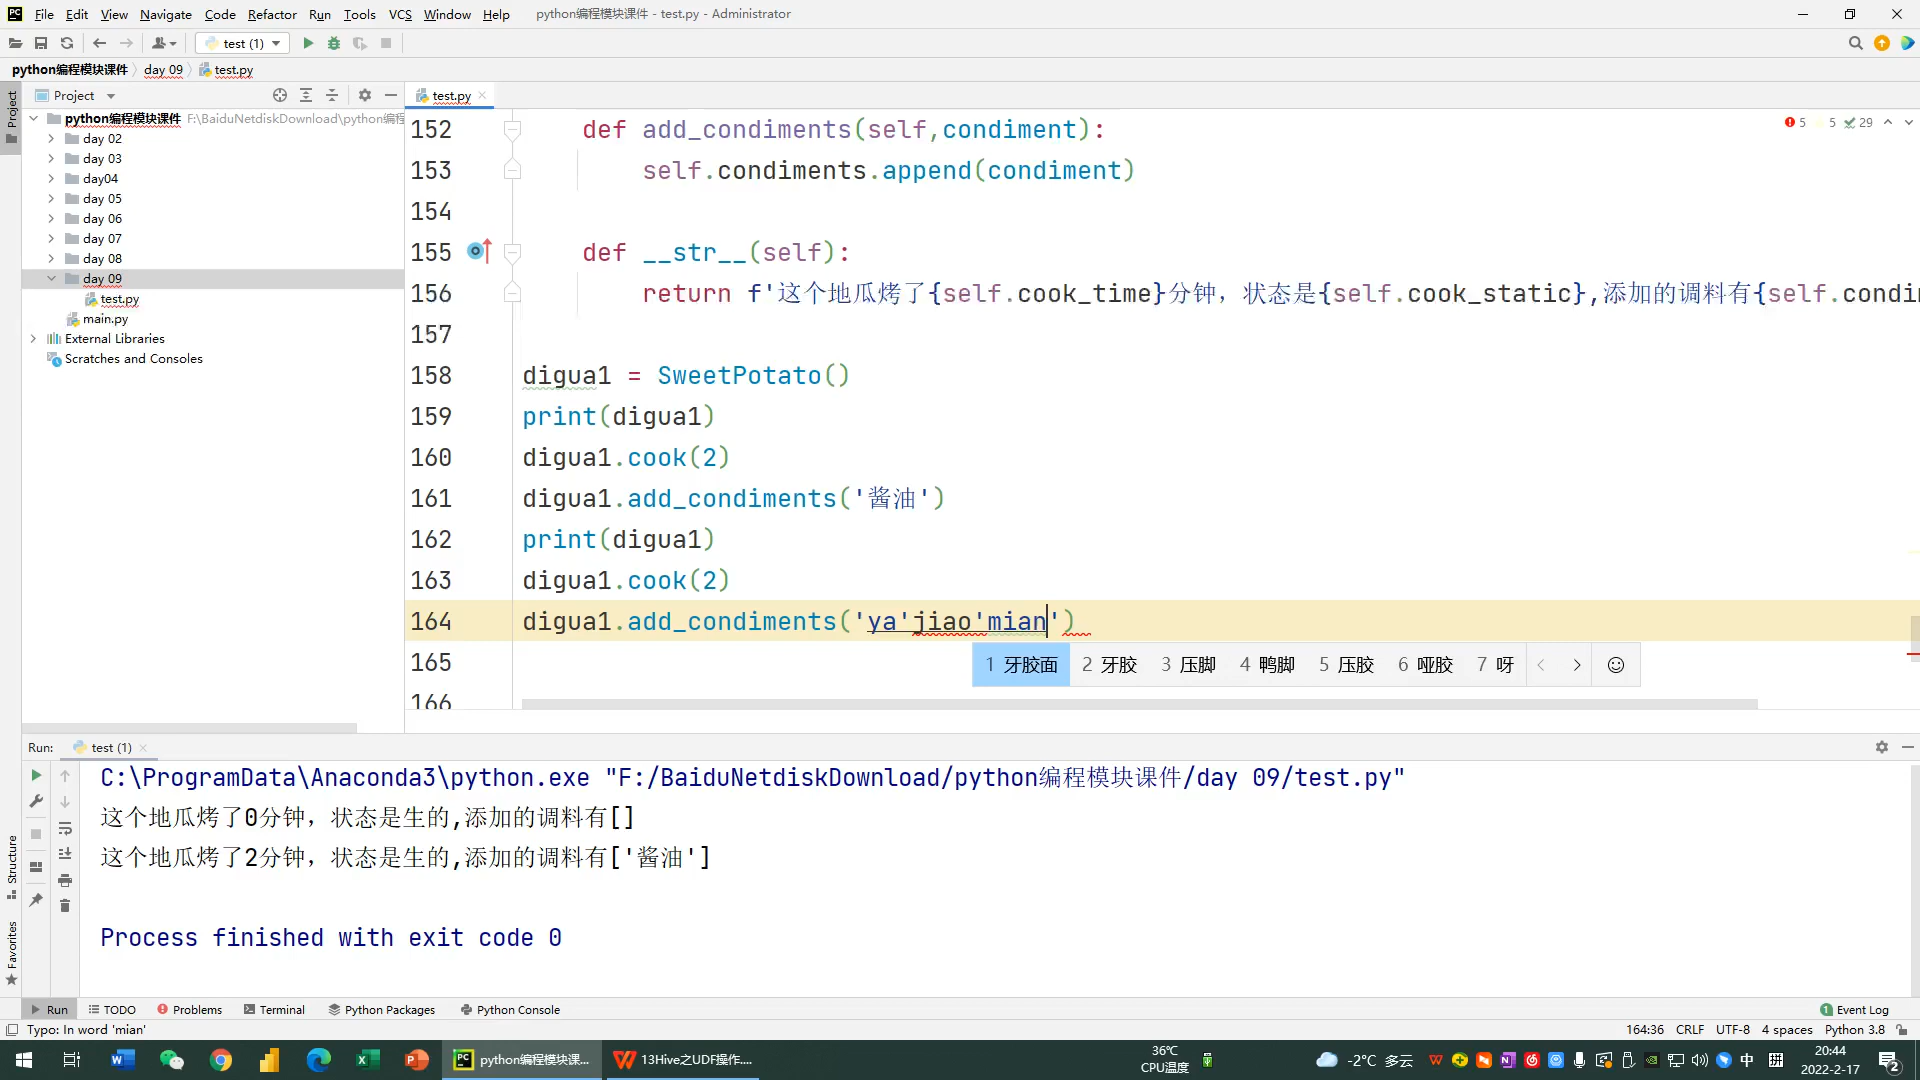 File Edit View Navigate Code Refactor Run Tools VCS Window Help python编程模块课件 - test.py - Administrator
test (1)
python编程模块课件 day 09 test.py
Project
Project
test.py
python编程模块课件 F:\BaiduNetdiskDownload\python编程
day 02
day 03
day04
day 05
day 06
day 07
day 08
day 09
test.py
main.py
External Libraries
Scratches and Consoles
5 5 29
152 def add_condiments(self,condiment):
153 self.condiments.append(condiment)
154
155 def __str__(self):
156 return f'这个地瓜烤了{self.cook_time}分钟，状态是{self.cook_static},添加的调料有{self.condi
157
158 digua1 = SweetPotato()
159 print(digua1)
160 digua1.cook(2)
161 digua1.add_condiments('酱油')
162 print(digua1)
163 digua1.cook(2)
164 digua1.add_condiments('ya'jiao'mian')
165
166
1 牙胶面 2 牙胶 3 压脚 4 鸭脚 5 压胶 6 哑胶 7 呀
Run: test (1)
C:\ProgramData\Anaconda3\python.exe "F:/BaiduNetdiskDownload/python编程模块课件/day 09/test.py"
这个地瓜烤了0分钟，状态是生的,添加的调料有[]
这个地瓜烤了2分钟，状态是生的,添加的调料有['酱油']
Process finished with exit code 0
Structure
Favorites
Run TODO Problems Terminal Python Packages Python Console 1 Event Log
Typo: In word 'mian' 164:36 CRLF UTF-8 4 spaces Python 3.8
python编程模块课... 13Hive之UDF操作....
36℃
CPU温度
-2°C 多云
中
20:44
2022-2-17
2